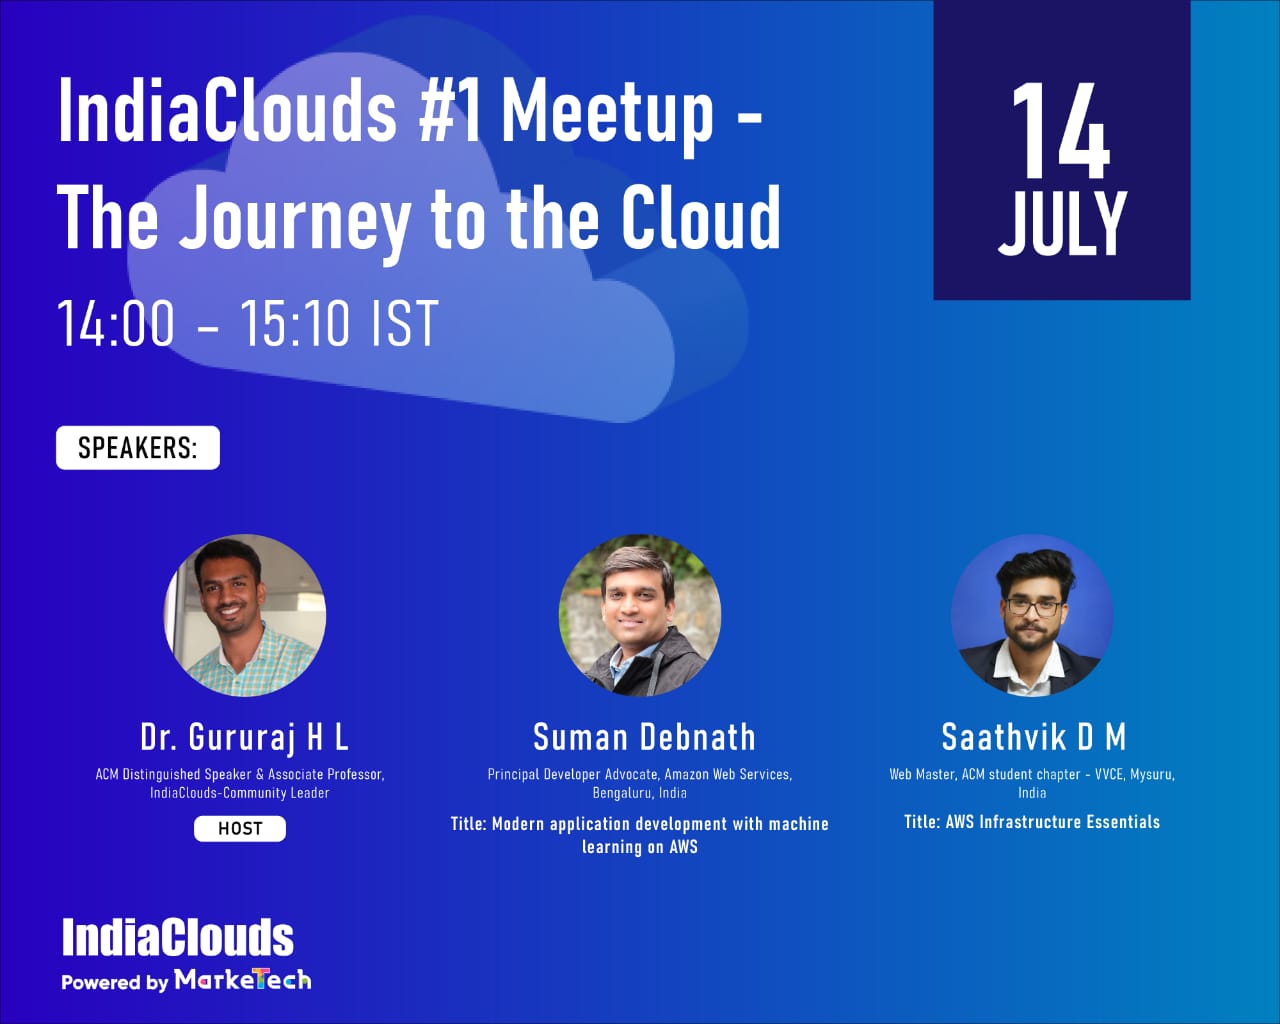 IndiaClouds #1 Meetup -
The Journey to the Cloud
14:00 – 15:10 IST
14
JULY
SPEAKERS:
Dr. Gururaj H L
ACM Distinguished Speaker & Associate Professor,
IndiaClouds-Community Leader
HOST
Suman Debnath
Principal Developer Advocate, Amazon Web Services,
Bengaluru, India
Title: Modern application development with machine
learning on AWS
Saathvik D M
Web Master, ACM student chapter - VVCE, Mysuru,
India
Title: AWS Infrastructure Essentials
IndiaClouds
Powered by MarkeTech